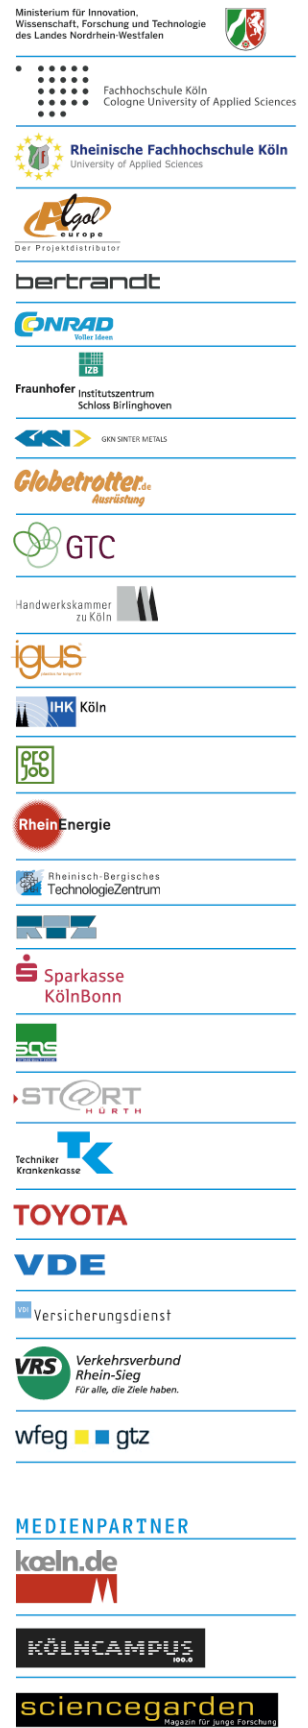 Ministerium für Innovation,
Wissenschaft, Forschung und Technologie
des Landes Nordrhein-Westfalen
Fachhochschule Köln
Cologne University of Applied Sciences
Rheinische Fachhochschule Köln
University of Applied Sciences
Algol
europe
Der Projektdistributor
bertrandt
CONRAD
Voller Ideen
IZB
Fraunhofer Institutszentrum
Schloss Birlinghoven
GKN GKN SINTER METALS
Globetrotter.de
Ausrüstung
GTC
Handwerkskammer
zu Köln
igus
IHK Köln
pro
job
RheinEnergie
Rheinisch-Bergisches
TechnologieZentrum
RTZ
Sparkasse
KölnBonn
SQS
ST@RT
HÜRTH
Techniker
Krankenkasse
TK
TOYOTA
VDE
VDI Versicherungsdienst
VRS Verkehrsverbund
Rhein-Sieg
Für alle, die Ziele haben.
wfeg gtz
MEDIENPARTNER
koeln.de
KÖLNCAMPUS
100.0
sciencegarden
Magazin für junge Forschung